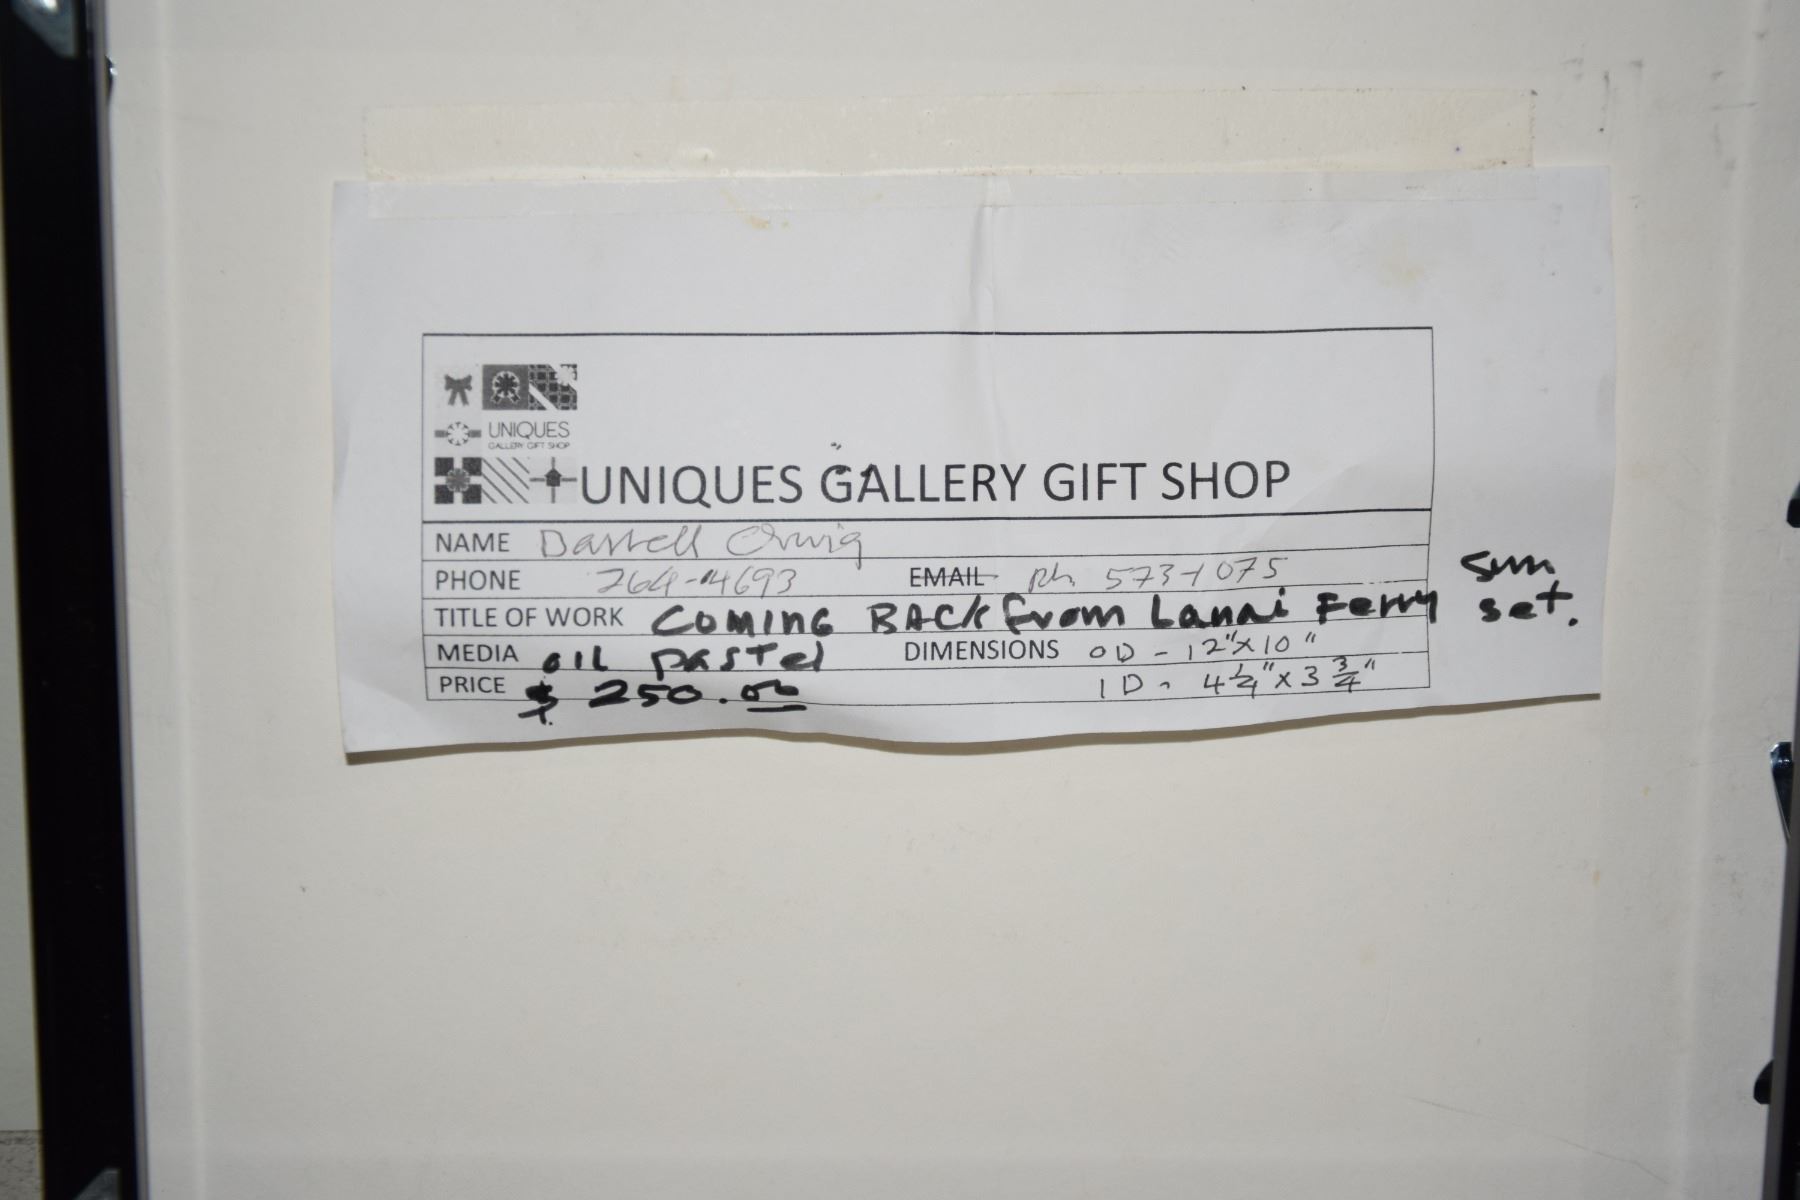 UNIQUES
GALLERY GIFT SHOP
UNIQUES GALLERY GIFT SHOP
NAME Darrell Orwig
PHONE 264-4693 EMAIL Ph. 573-1075
TITLE OF WORK COMING BACK from Lanai Ferry Sun set.
MEDIA OIL PASTEL DIMENSIONS OD - 12"x10"
PRICE $ 250.00 ID - 4 1/4" x 3 3/4"